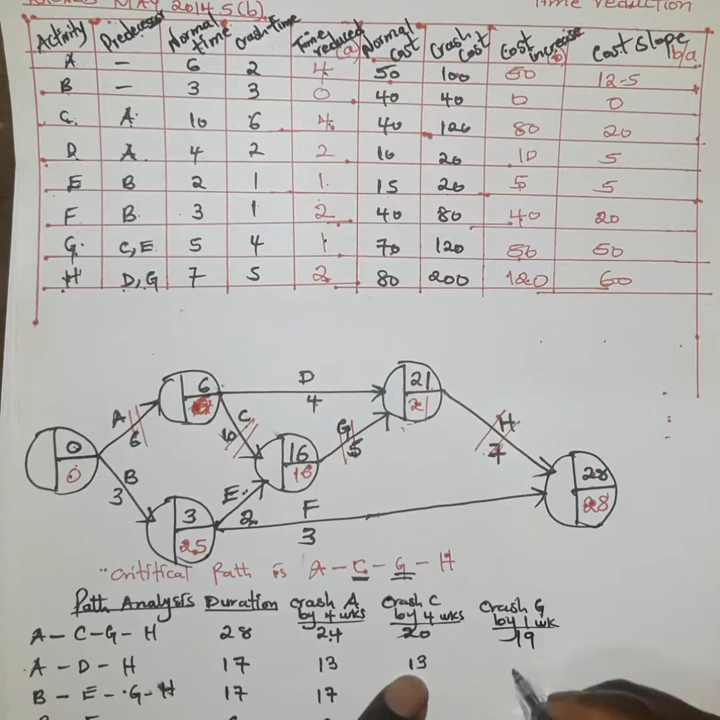 MAY 2014 5(b). Time reduction
Activity Predecessor Normal time Crash Time Time reduced (a) Normal Cost Crash Cost Cost increase (b) Cost slope b/a
A — 6 2 4 50 100 50 12.5
B — 3 3 0 40 40 0 0
C. A. 10 6 4 40 120 80 20
D A 4 2 2 10 20 10 5
E B 2 1 1 15 20 5 5
F B 3 1 2 40 80 40 20
G. C, E 5 4 1 70 120 50 50
H D, G 7 5 2 80 200 120 60
D
6 21
4 21
A C, G H
6 10 5 7
0 16 28
0 16 28
B
3 E. F
3 2
25 3
"Crititical Path is A - C - G - H
Path Analysis Duration Crash A by 4 wks Crash C by 4 wks Crash G by 1 wk
A - C - G - H 28 24 20 19
A - D - H 17 13 13
B - E - G - H 17 17